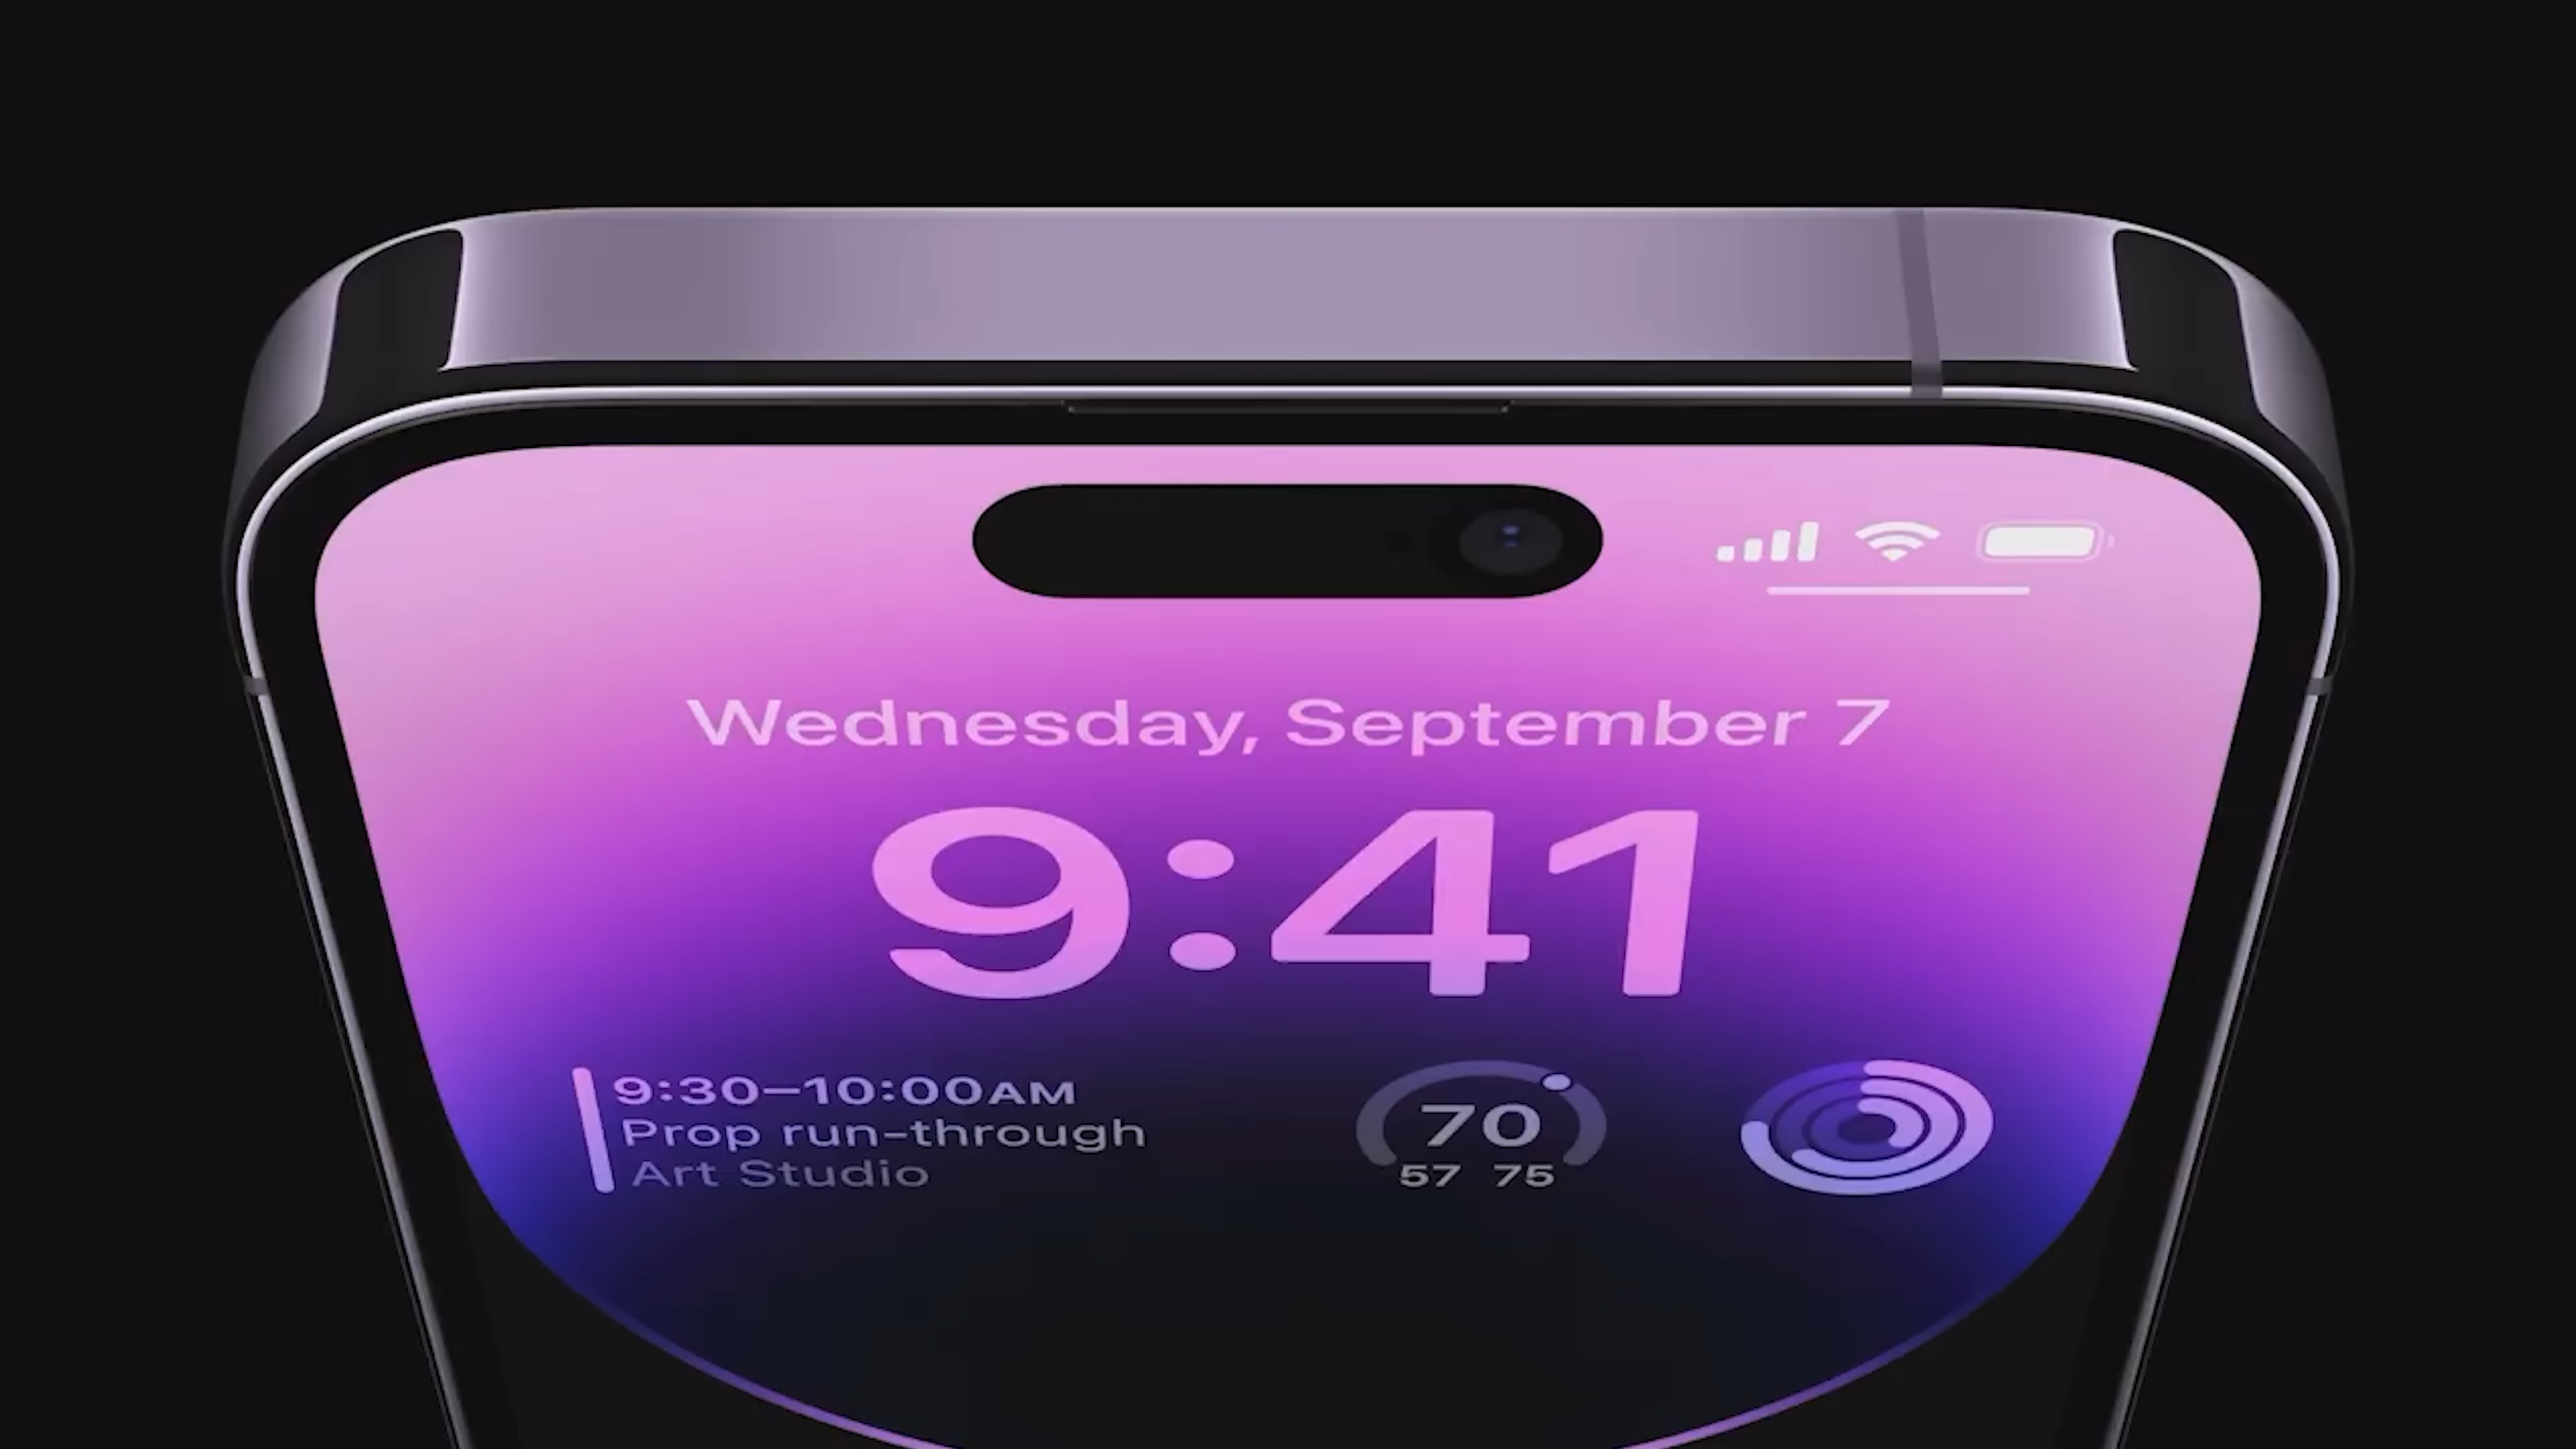 Wednesday, September 7
9:41
9:30–10:00AM
Prop run-through
Art Studio
70
57 75